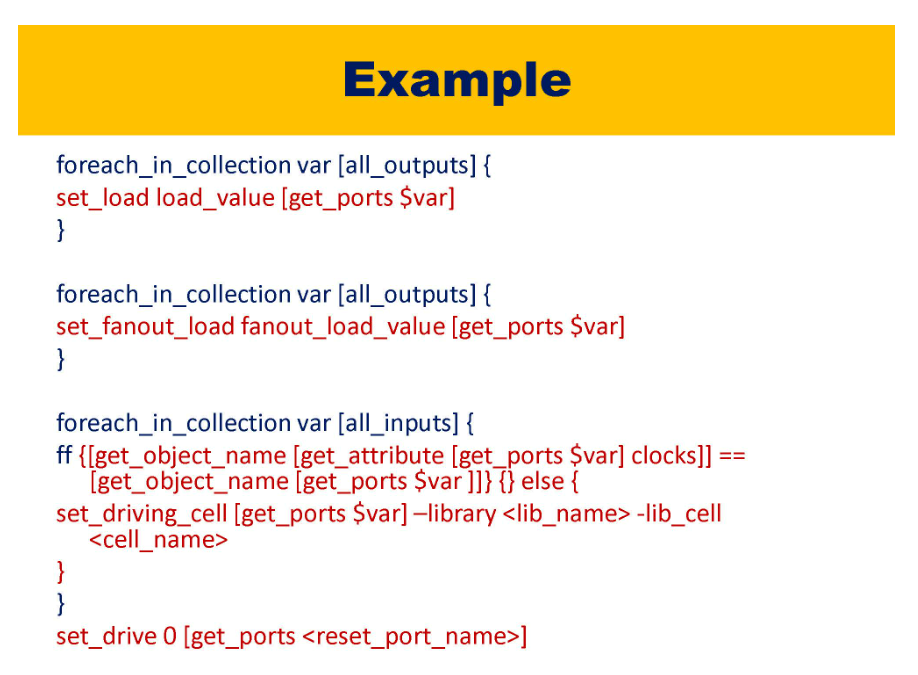 Example
foreach_in_collection var [all_outputs] {
set_load load_value [get_ports $var]
}
foreach_in_collection var [all_outputs] {
set_fanout_load fanout_load_value [get_ports $var]
}
foreach_in_collection var [all_inputs] {
ff {[get_object_name [get_attribute [get_ports $var] clocks]] ==
[get_object_name [get_ports $var ]]} {} else {
set_driving_cell [get_ports $var] –library <lib_name> -lib_cell
<cell_name>
}
}
set_drive 0 [get_ports <reset_port_name>]